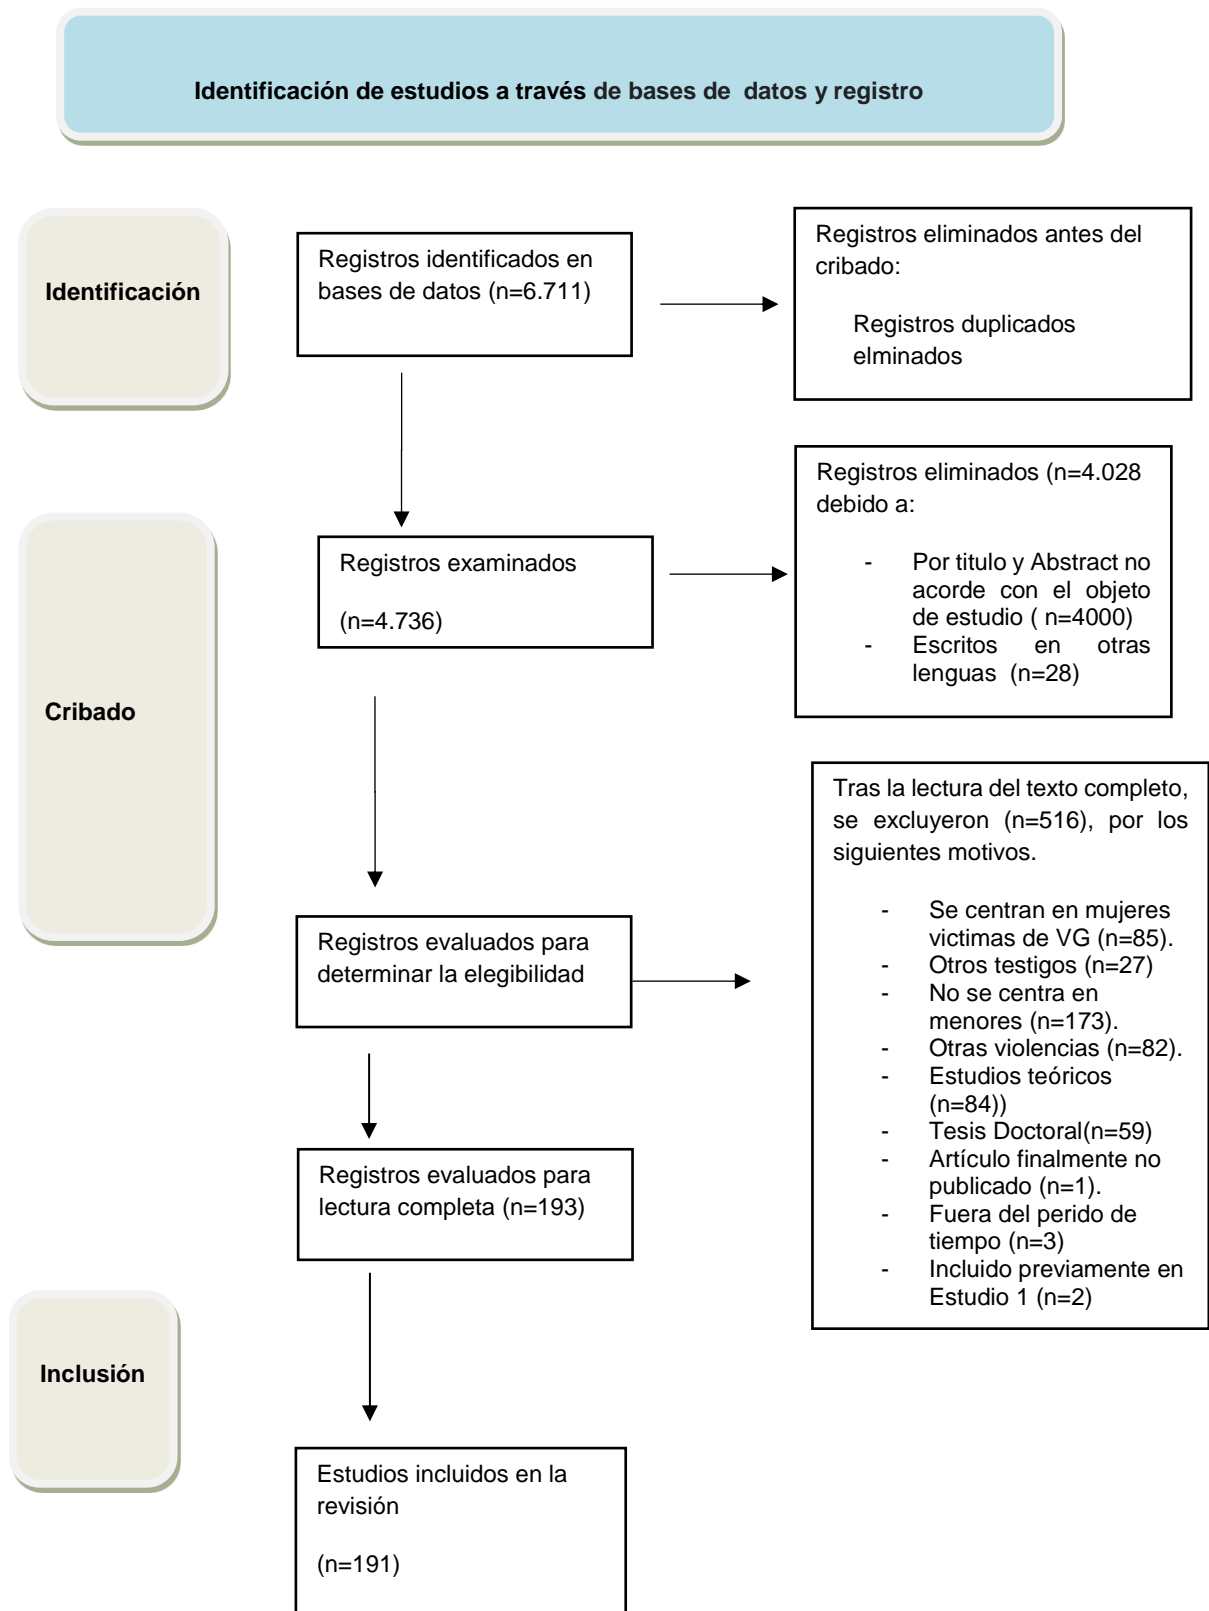 Identificación de estudios a través de bases de  datos y registro
Identificación
Registros identificados en
bases de datos (n=6.711)
Registros eliminados antes del
cribado:
Registros duplicados
elminados
Cribado
Registros examinados
(n=4.736)
Registros eliminados (n=4.028
debido a:
- Por titulo y Abstract no
acorde con el objeto
de estudio ( n=4000)
- Escritos en otras
lenguas  (n=28)
Registros evaluados para
determinar la elegibilidad
Tras la lectura del texto completo,
se excluyeron (n=516), por los
siguientes motivos.
- Se centran en mujeres
victimas de VG (n=85).
- Otros testigos (n=27)
- No se centra en
menores (n=173).
- Otras violencias (n=82).
- Estudios teóricos
(n=84))
- Tesis Doctoral(n=59)
- Artículo finalmente no
publicado (n=1).
- Fuera del perido de
tiempo (n=3)
- Incluido previamente en
Estudio 1 (n=2)
Registros evaluados para
lectura completa (n=193)
Inclusión
Estudios incluidos en la
revisión
(n=191)